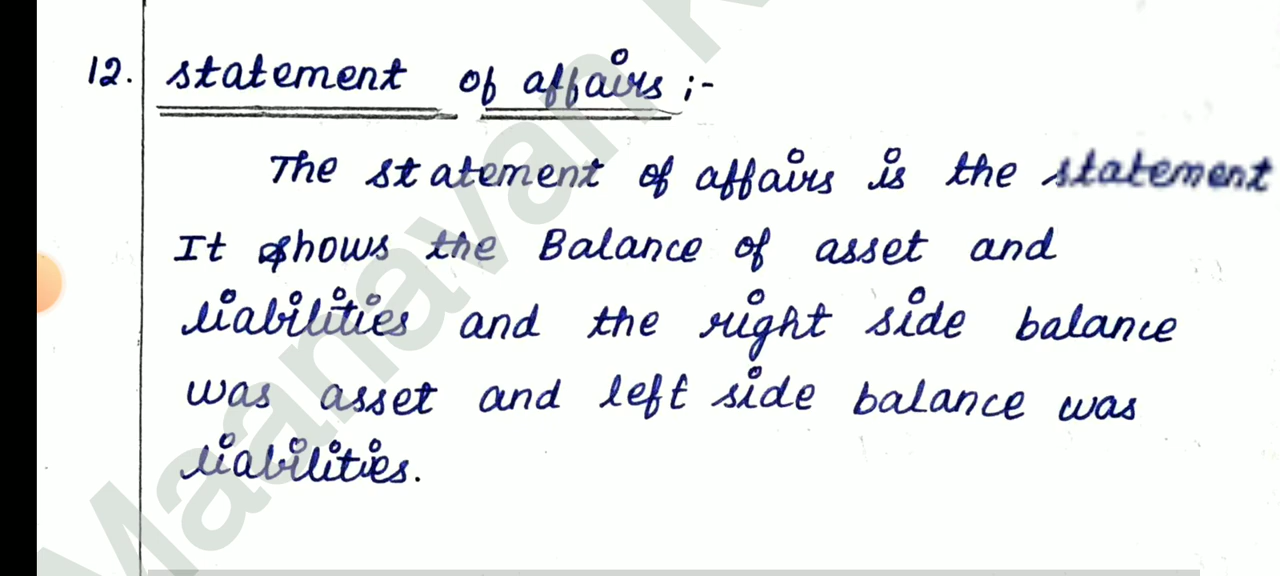 12. statement of affairs :-
The statement of affairs is the statement
It shows the Balance of asset and
liabilities and the right side balance
was asset and left side balance was
liabilities.
Maanavan